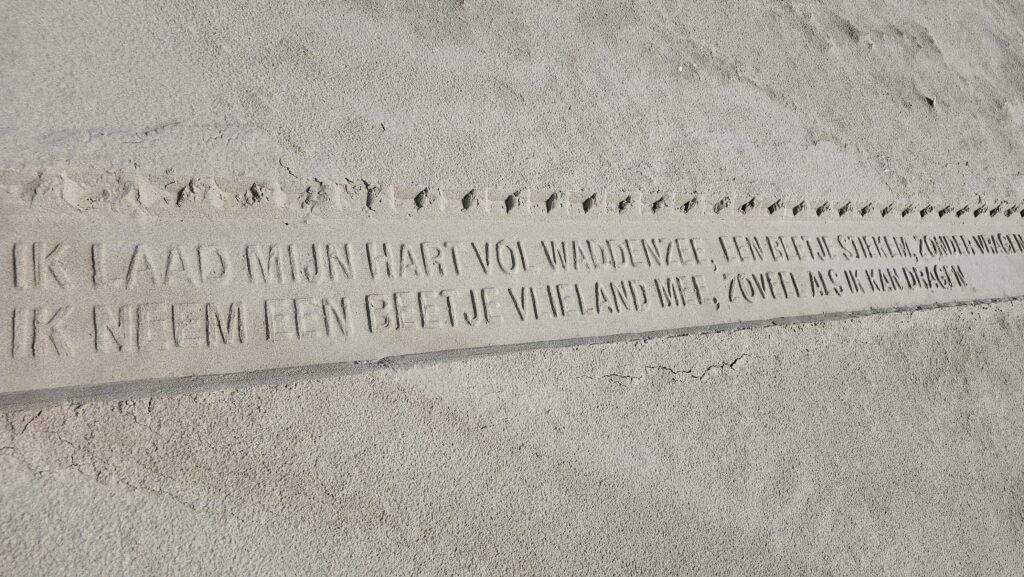 IK LAAD MIJN HART VOL WADDENZEE, EEN BEETJE STIEKEM, ZONDER VRAGEN
IK NEEM EEN BEETJE VLIELAND MEE, ZOVEEL ALS IK KAN DRAGEN